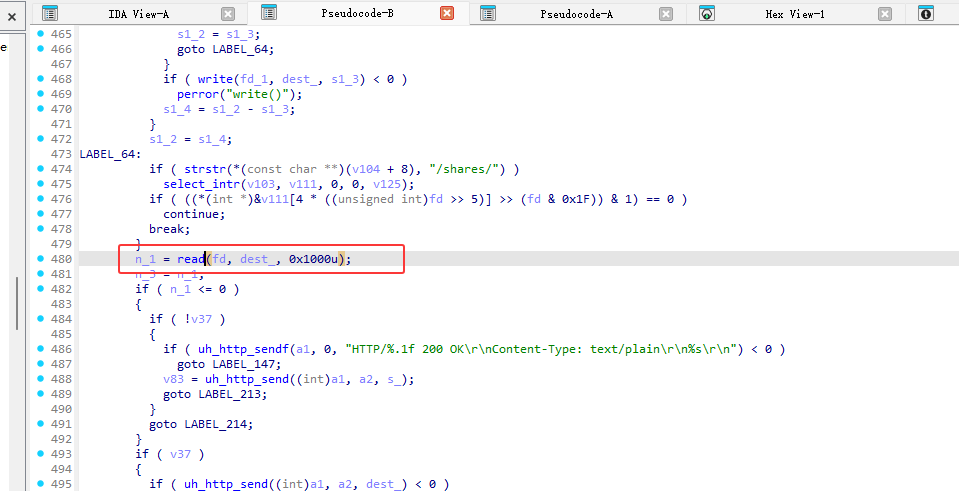 IDA View-A
Pseudocode-B
Pseudocode-A
Hex View-1
e
465 s1_2 = s1_3;
466 goto LABEL_64;
467 }
468 if ( write(fd_1, dest_, s1_3) < 0 )
469 perror("write()");
470 s1_4 = s1_2 - s1_3;
471 }
472 s1_2 = s1_4;
473 LABEL_64:
474 if ( strstr(*(const char **)(v104 + 8), "/shares/") )
475 select_intr(v103, v111, 0, 0, v125);
476 if ( ((*(int *)&v111[4 * ((unsigned int)fd >> 5)] >> (fd & 0x1F)) & 1) == 0 )
477 continue;
478 break;
479 }
480 n_1 = read(fd, dest_, 0x1000u);
481 n_3 = n_1;
482 if ( n_1 <= 0 )
483 {
484 if ( !v37 )
485 {
486 if ( uh_http_sendf(a1, 0, "HTTP/%.1f 200 OK\r\nContent-Type: text/plain\r\n%s\r\n") < 0 )
487 goto LABEL_147;
488 v83 = uh_http_send((int)a1, a2, s_);
489 goto LABEL_213;
490 }
491 goto LABEL_214;
492 }
493 if ( v37 )
494 {
495 if ( uh_http_send((int)a1, a2, dest_) < 0 )